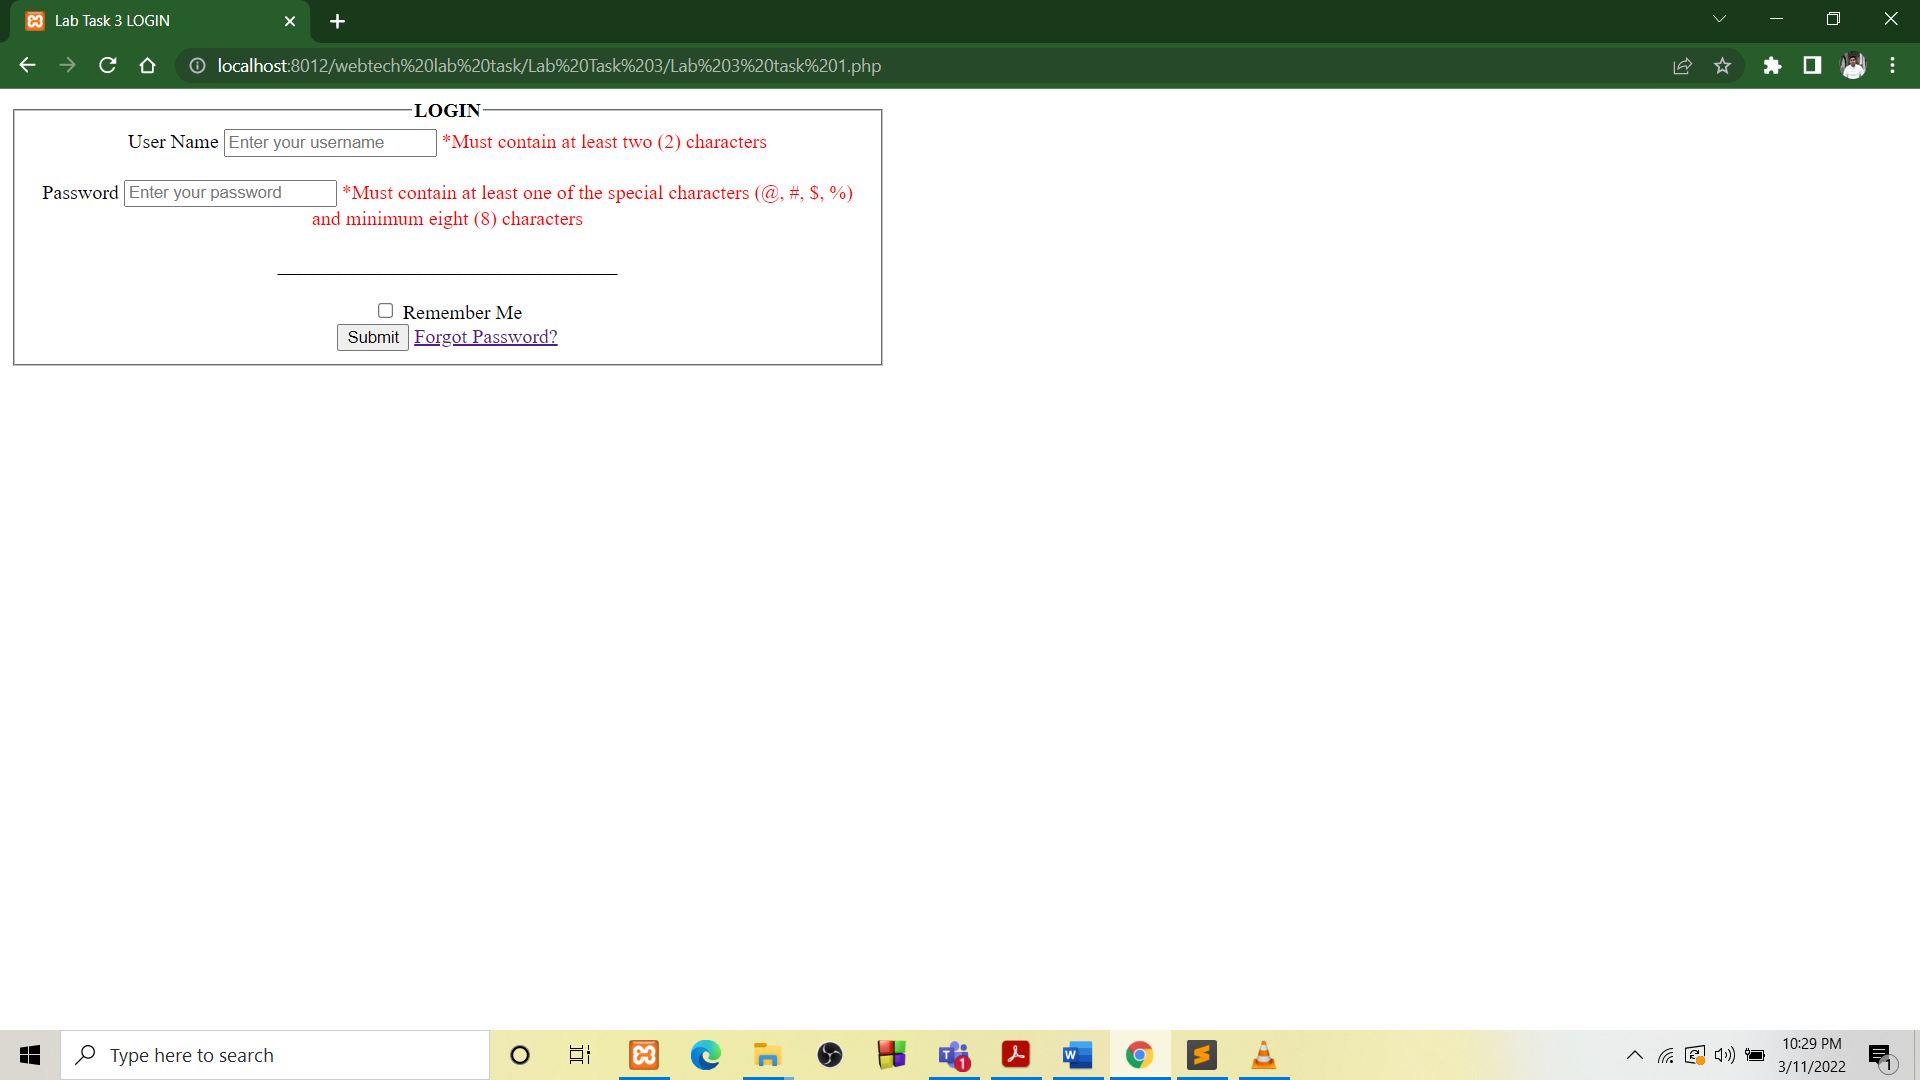 Lab Task 3 LOGIN
localhost:8012/webtech%20lab%20task/Lab%20Task%203/Lab%203%20task%201.php
LOGIN
User Name Enter your username *Must contain at least two (2) characters
Password Enter your password *Must contain at least one of the special characters (@, #, $, %)
and minimum eight (8) characters
Remember Me
Submit Forgot Password?
Type here to search
10:29 PM
3/11/2022
1
1